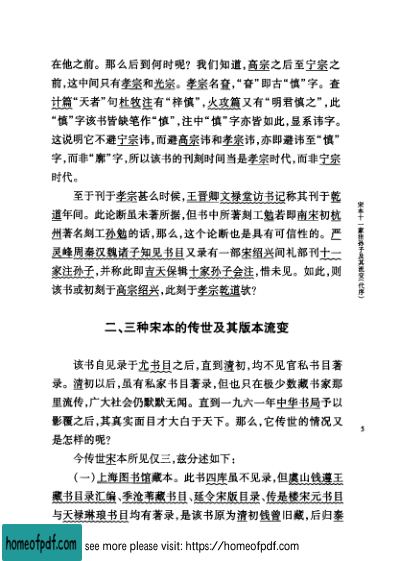 在他之前。那么后到何时呢？我们知道,高宗之后至宁宗之
前,这中间只有孝宗和光宗。孝宗名昚,“昚”即古“慎”字。查
计篇“天者”句杜牧注有“梓慎”,火攻篇又有“明君慎之”,此
“慎”字该书皆缺笔作“慎”,注中“慎”字亦皆如此,显系讳字。
这说明它不避宁宗讳,而避高宗讳和孝宗讳,亦即避讳至“慎”
字,而非“廓”字,所以该书的刊刻时间当是孝宗时代,而非宁宗
时代。
至于刊于孝宗甚么时候,王晋卿文禄堂访书记称其刊于乾
道年间。此论断虽未著所据,但书中所著刻工勉若即南宋初杭
州著名刻工孙勉的话,那么,这个论断也是具有可信性的。严
灵峰周秦汉魏诸子知见书目又录有一部宋绍兴间礼部刊十一
家注孙子,并称此即吉天保辑十家孙子会注,惜未见。如此,则
该书或初刻于高宗绍兴,此刻于孝宗乾道欤？
二、三种宋本的传世及其版本流变
该书自见录于尤书目之后,直到清初,均不见官私书目著
录。清初以后,虽有私家书目著录,但也只在极少数藏书家那
里流传,广大社会仍默默无闻。直到一九六一年中华书局予以
影覆之后,其真实面目才大白于天下。那么,它传世的情况又
是怎样的呢？
今传世宋本所见仅三,兹分述如下：
(一)上海图书馆藏本。此书四库虽不见录,但虞山钱遵王
藏书目录汇编、季沧苇藏书目、延令宋版目录、传是楼宋元书目
与天禄琳琅书目均有著录,是该书原为清初钱曾旧藏,后归泰
宋本十一家注孙子及其流变(代序)
5
homeofpdf.com
see more please visit: https://homeofpdf.com